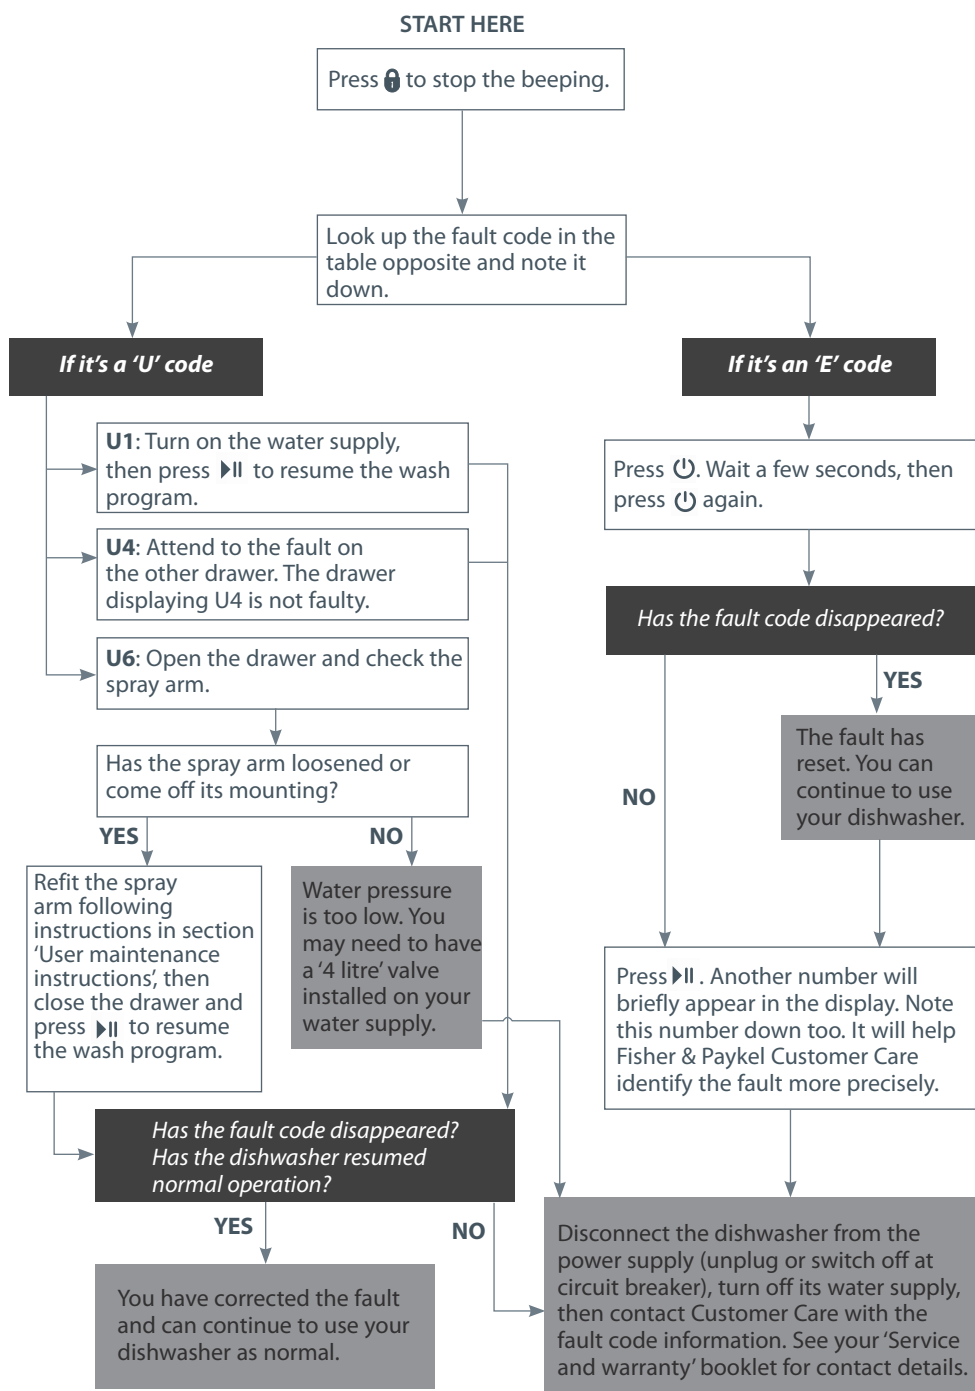 START HERE
Press to stop the beeping.
Look up the fault code in the
table opposite and note it
down.
If it's a 'U' code
If it's an 'E' code
U1: Turn on the water supply,
then press to resume the wash
program.
U4: Attend to the fault on
the other drawer. The drawer
displaying U4 is not faulty.
U6: Open the drawer and check the
spray arm.
Has the spray arm loosened or
come off its mounting?
YES
NO
Refit the spray
arm following
instructions in section
'User maintenance
instructions', then
close the drawer and
press to resume
the wash program.
Water pressure
is too low. You
may need to have
a '4 litre' valve
installed on your
water supply.
Has the fault code disappeared?
Has the dishwasher resumed
normal operation?
YES
NO
You have corrected the fault
and can continue to use your
dishwasher as normal.
Press . Wait a few seconds, then
press again.
Has the fault code disappeared?
YES
NO
The fault has
reset. You can
continue to use
your dishwasher.
Press . Another number will
briefly appear in the display. Note
this number down too. It will help
Fisher & Paykel Customer Care
identify the fault more precisely.
Disconnect the dishwasher from the
power supply (unplug or switch off at
circuit breaker), turn off its water supply,
then contact Customer Care with the
fault code information. See your 'Service
and warranty' booklet for contact details.